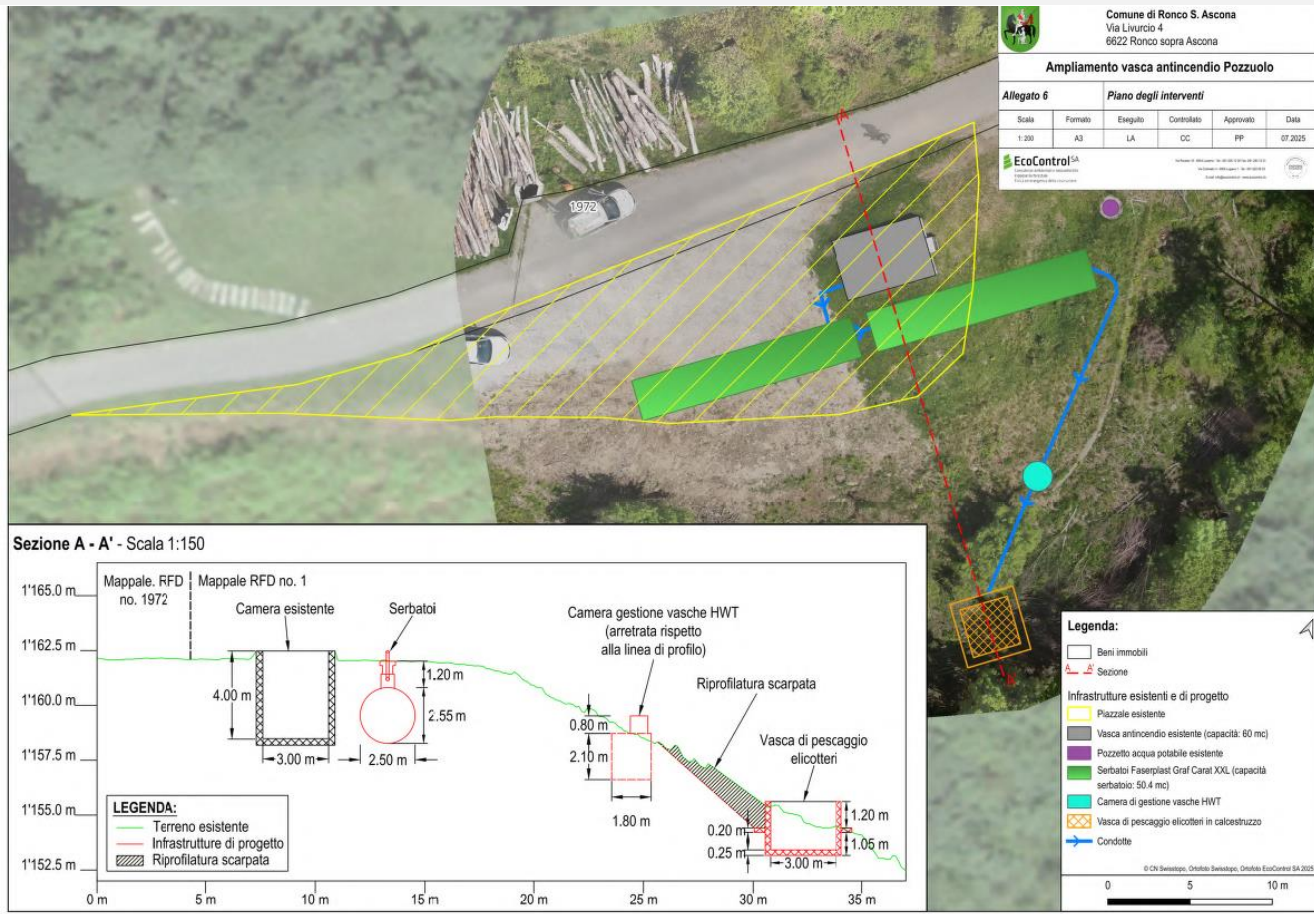 Comune di Ronco S. Ascona
Via Livurcio 4
6622 Ronco sopra Ascona
Ampliamento vasca antincendio Pozzuolo
Allegato 6
Piano degli interventi
Scala
Formato
Eseguito
Controllato
Approvato
Data
1:200
A3
LA
CC
PP
07.2025
EcoControl SA
A
1972
B
Sezione A - A' - Scala 1:150
Mappale. RFD
no. 1972
Mappale RFD no. 1
1'165.0 m
1'162.5 m
1'160.0 m
1'157.5 m
1'155.0 m
1'152.5 m
Camera esistente
4.00 m
3.00 m
Serbatoi
1.20 m
2.55 m
2.50 m
Camera gestione vasche HWT
(arretrata rispetto
alla linea di profilo)
0.80 m
2.10 m
1.80 m
Riprofilatura scarpata
Vasca di pescaggio
elicotteri
0.20 m
0.25 m
1.20 m
1.05 m
3.00 m
LEGENDA:
Terreno esistente
Infrastrutture di progetto
Riprofilatura scarpata
0 m
5 m
10 m
15 m
20 m
25 m
30 m
35 m
Legenda:
Beni immobili
A A' Sezione
Infrastrutture esistenti e di progetto
Piazzale esistente
Vasca antincendio esistente (capacità: 60 mc)
Pozzetto acqua potabile esistente
Serbatoi Faserplast Graf Carat XXL (capacità
serbatoio: 50.4 mc)
Camera di gestione vasche HWT
Vasca di pescaggio elicotteri in calcestruzzo
Condotte
© CN Swisstopo, Ortofoto Swisstopo, Ortofoto EcoControl SA 2025
0
5
10 m